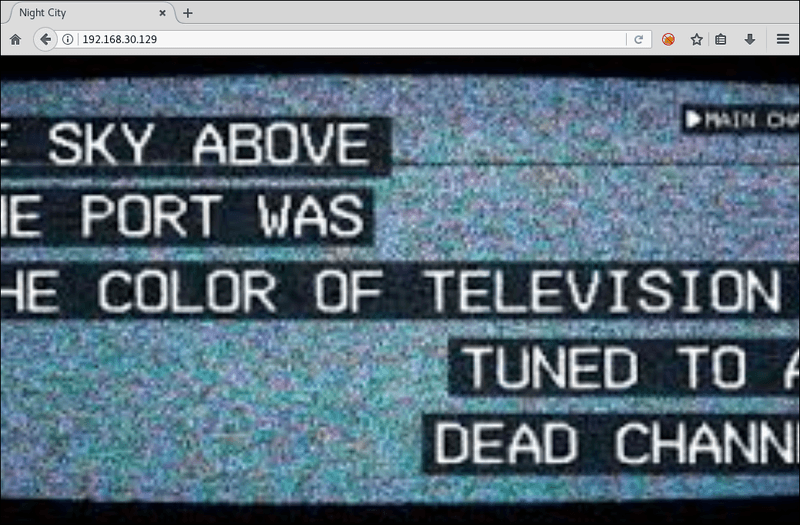 Night City
192.168.30.129
MAIN CHA
E SKY ABOVE
HE PORT WAS
HE COLOR OF TELEVISION
TUNED TO A
DEAD CHANN